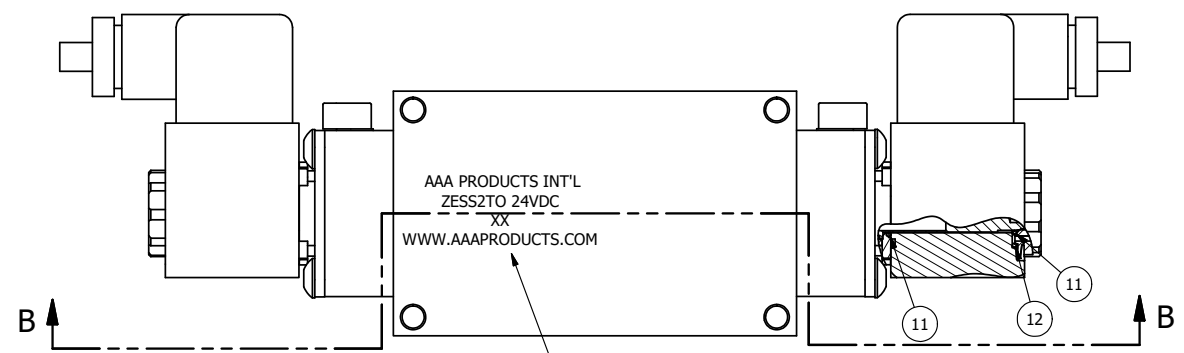 AAA PRODUCTS INT'L
ZESS2TO 24VDC
XX
WWW.AAAPRODUCTS.COM
11
B
11
12
B